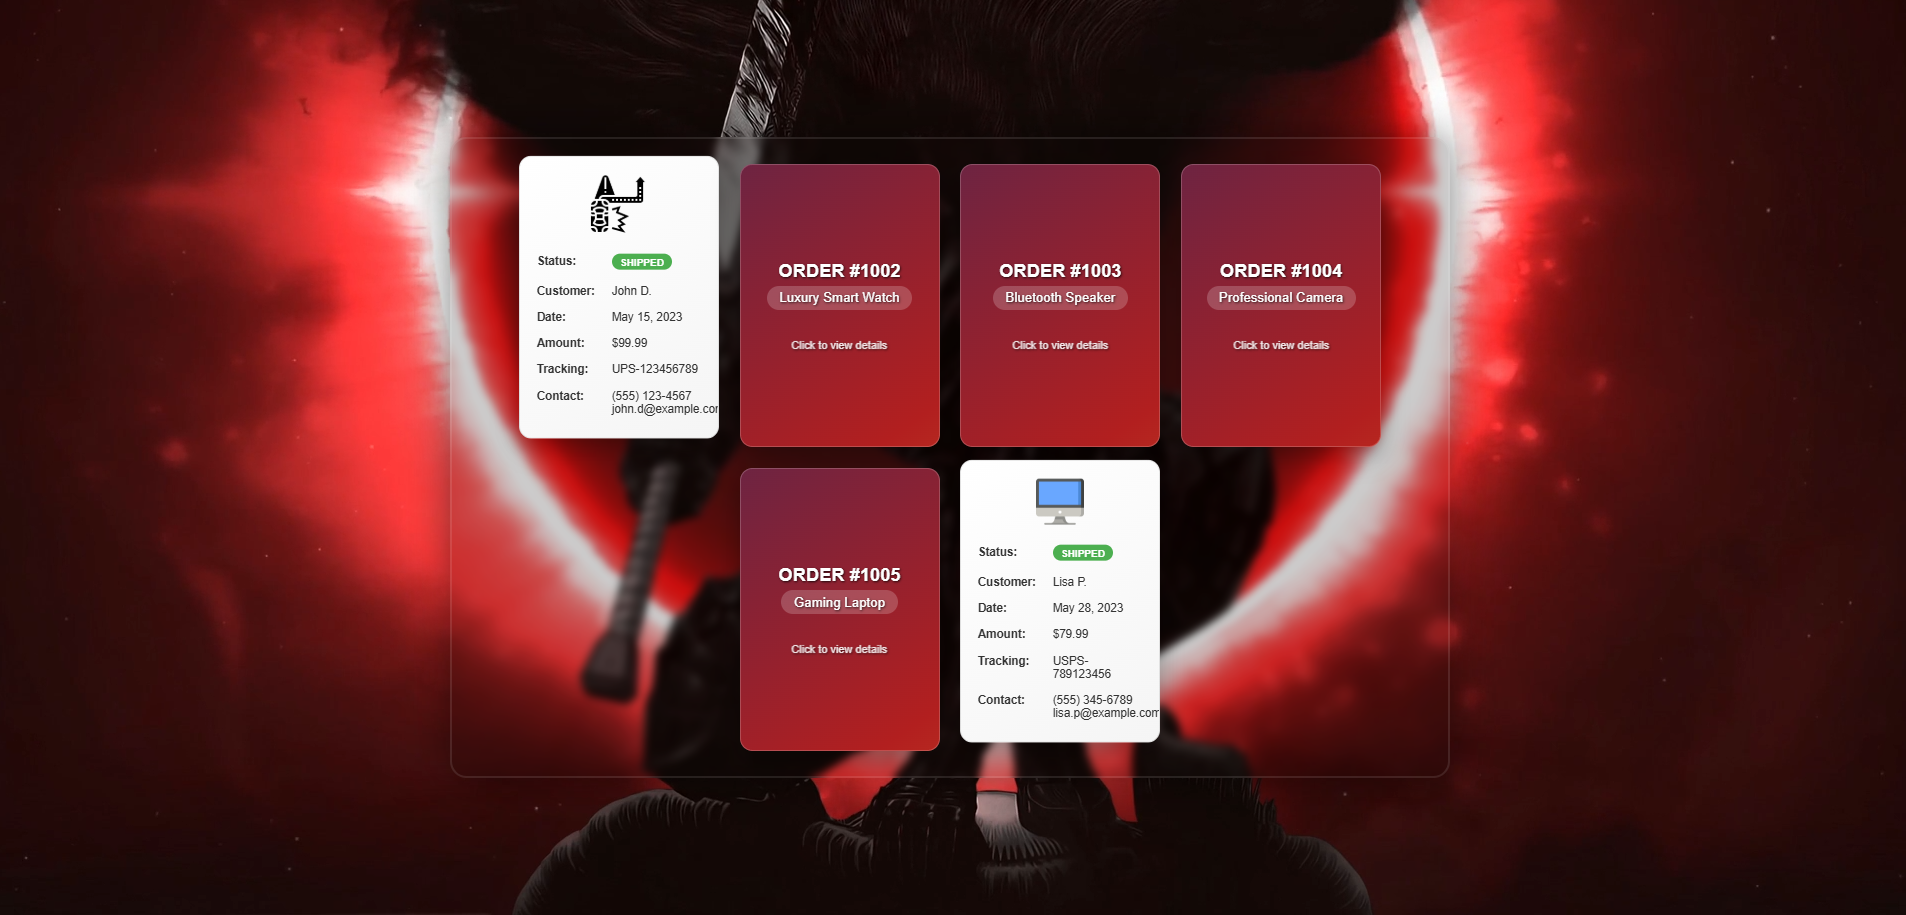 Status: SHIPPED
Customer: John D.
Date: May 15, 2023
Amount: $99.99
Tracking: UPS-123456789
Contact: (555) 123-4567
john.d@example.co
ORDER #1002
Luxury Smart Watch
Click to view details
ORDER #1003
Bluetooth Speaker
Click to view details
ORDER #1004
Professional Camera
Click to view details
ORDER #1005
Gaming Laptop
Click to view details
Status: SHIPPED
Customer: Lisa P.
Date: May 28, 2023
Amount: $79.99
Tracking: USPS-
789123456
Contact: (555) 345-6789
lisa.p@example.com